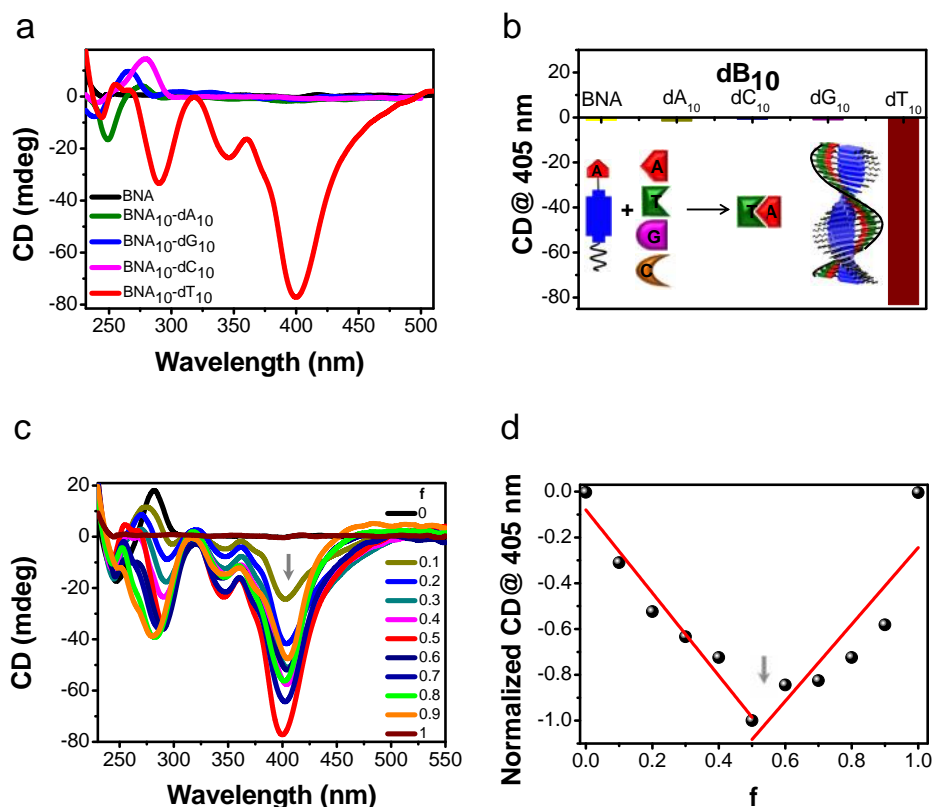 a
CD (mdeg)
20
0
-20
-40
-60
-80
BNA
BNA10-dA10
BNA10-dG10
BNA10-dC10
BNA10-dT10
250 300 350 400 450 500
Wavelength (nm)
b
CD@ 405 nm
20
0
-20
-40
-60
-80
dB10
BNA dA10 dC10 dG10 dT10
A
A
T
G
C
+
→
T A
c
CD (mdeg)
20
0
-20
-40
-60
-80
f
0
0.1
0.2
0.3
0.4
0.5
0.6
0.7
0.8
0.9
1
250 300 350 400 450 500 550
Wavelength (nm)
d
Normalized CD@ 405 nm
0.0
-0.2
-0.4
-0.6
-0.8
-1.0
0.0 0.2 0.4 0.6 0.8 1.0
f